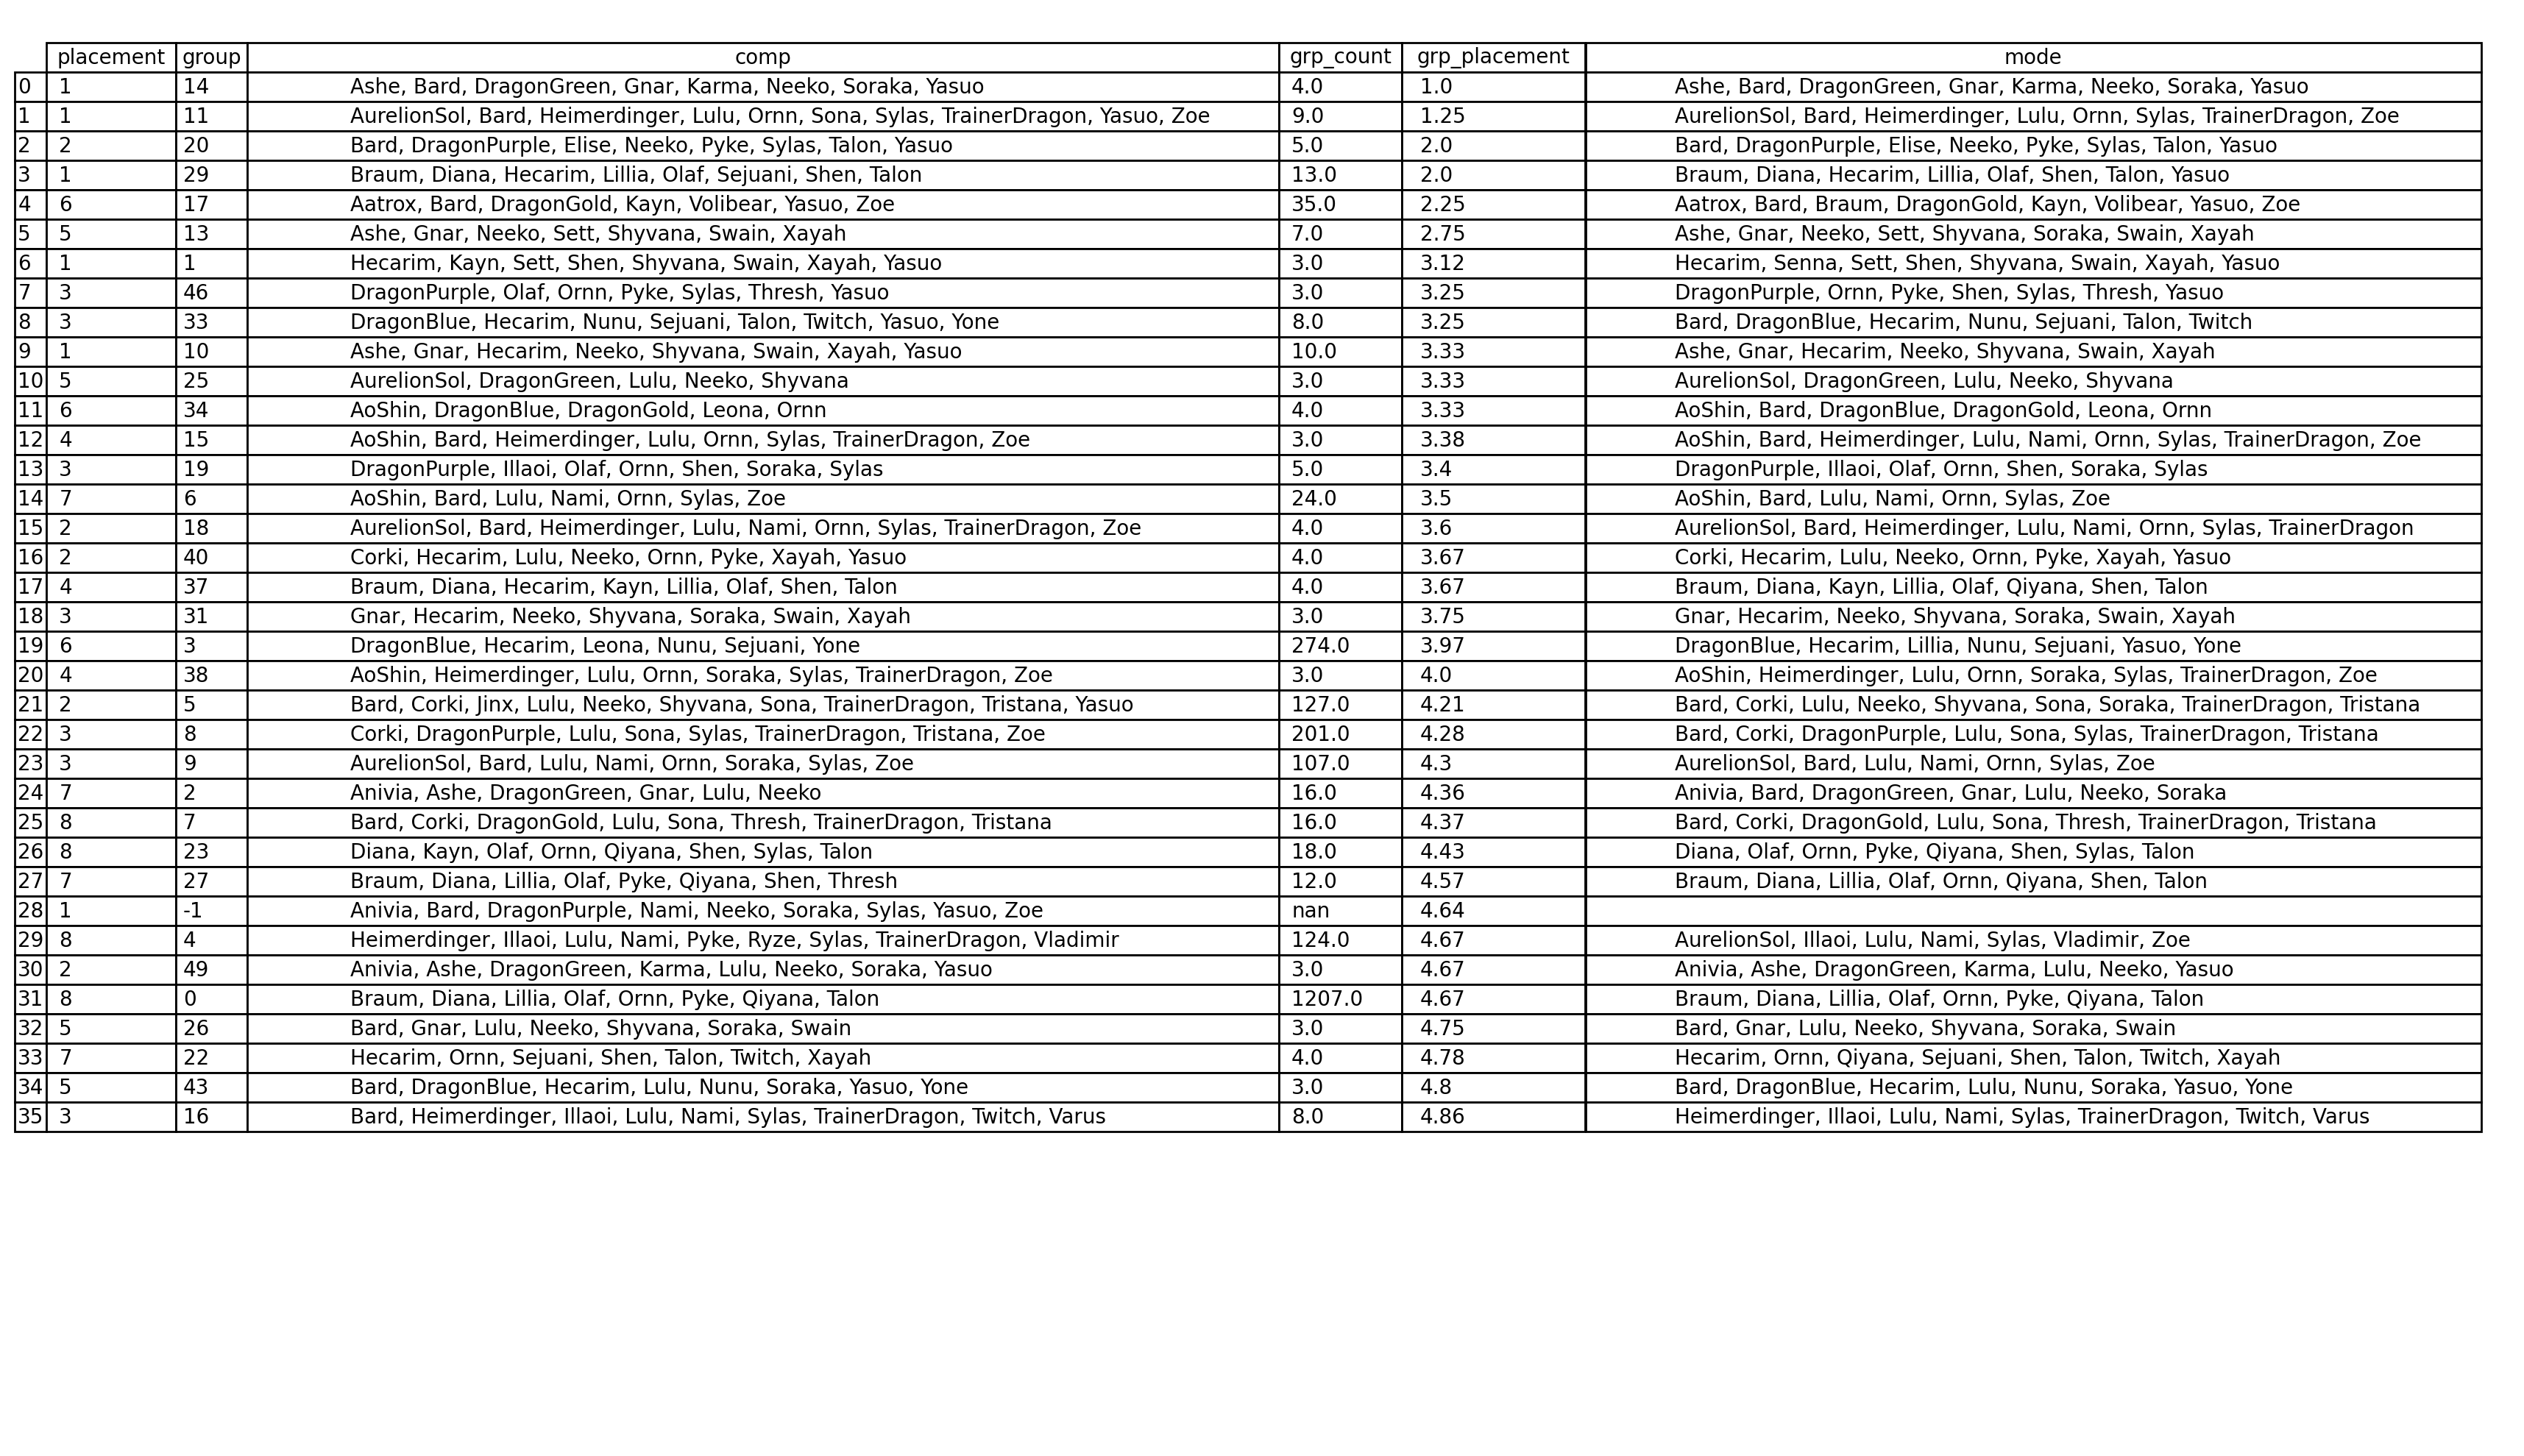 placement group comp grp_count grp_placement mode
0 1 14 Ashe, Bard, DragonGreen, Gnar, Karma, Neeko, Soraka, Yasuo 4.0 1.0 Ashe, Bard, DragonGreen, Gnar, Karma, Neeko, Soraka, Yasuo
1 1 11 AurelionSol, Bard, Heimerdinger, Lulu, Ornn, Sona, Sylas, TrainerDragon, Yasuo, Zoe 9.0 1.25 AurelionSol, Bard, Heimerdinger, Lulu, Ornn, Sylas, TrainerDragon, Zoe
2 2 20 Bard, DragonPurple, Elise, Neeko, Pyke, Sylas, Talon, Yasuo 5.0 2.0 Bard, DragonPurple, Elise, Neeko, Pyke, Sylas, Talon, Yasuo
3 1 29 Braum, Diana, Hecarim, Lillia, Olaf, Sejuani, Shen, Talon 13.0 2.0 Braum, Diana, Hecarim, Lillia, Olaf, Shen, Talon, Yasuo
4 6 17 Aatrox, Bard, DragonGold, Kayn, Volibear, Yasuo, Zoe 35.0 2.25 Aatrox, Bard, Braum, DragonGold, Kayn, Volibear, Yasuo, Zoe
5 5 13 Ashe, Gnar, Neeko, Sett, Shyvana, Swain, Xayah 7.0 2.75 Ashe, Gnar, Neeko, Sett, Shyvana, Soraka, Swain, Xayah
6 1 1 Hecarim, Kayn, Sett, Shen, Shyvana, Swain, Xayah, Yasuo 3.0 3.12 Hecarim, Senna, Sett, Shen, Shyvana, Swain, Xayah, Yasuo
7 3 46 DragonPurple, Olaf, Ornn, Pyke, Sylas, Thresh, Yasuo 3.0 3.25 DragonPurple, Ornn, Pyke, Shen, Sylas, Thresh, Yasuo
8 3 33 DragonBlue, Hecarim, Nunu, Sejuani, Talon, Twitch, Yasuo, Yone 8.0 3.25 Bard, DragonBlue, Hecarim, Nunu, Sejuani, Talon, Twitch
9 1 10 Ashe, Gnar, Hecarim, Neeko, Shyvana, Swain, Xayah, Yasuo 10.0 3.33 Ashe, Gnar, Hecarim, Neeko, Shyvana, Swain, Xayah
10 5 25 AurelionSol, DragonGreen, Lulu, Neeko, Shyvana 3.0 3.33 AurelionSol, DragonGreen, Lulu, Neeko, Shyvana
11 6 34 AoShin, DragonBlue, DragonGold, Leona, Ornn 4.0 3.33 AoShin, Bard, DragonBlue, DragonGold, Leona, Ornn
12 4 15 AoShin, Bard, Heimerdinger, Lulu, Ornn, Sylas, TrainerDragon, Zoe 3.0 3.38 AoShin, Bard, Heimerdinger, Lulu, Nami, Ornn, Sylas, TrainerDragon, Zoe
13 3 19 DragonPurple, Illaoi, Olaf, Ornn, Shen, Soraka, Sylas 5.0 3.4 DragonPurple, Illaoi, Olaf, Ornn, Shen, Soraka, Sylas
14 7 6 AoShin, Bard, Lulu, Nami, Ornn, Sylas, Zoe 24.0 3.5 AoShin, Bard, Lulu, Nami, Ornn, Sylas, Zoe
15 2 18 AurelionSol, Bard, Heimerdinger, Lulu, Nami, Ornn, Sylas, TrainerDragon, Zoe 4.0 3.6 AurelionSol, Bard, Heimerdinger, Lulu, Nami, Ornn, Sylas, TrainerDragon
16 2 40 Corki, Hecarim, Lulu, Neeko, Ornn, Pyke, Xayah, Yasuo 4.0 3.67 Corki, Hecarim, Lulu, Neeko, Ornn, Pyke, Xayah, Yasuo
17 4 37 Braum, Diana, Hecarim, Kayn, Lillia, Olaf, Shen, Talon 4.0 3.67 Braum, Diana, Kayn, Lillia, Olaf, Qiyana, Shen, Talon
18 3 31 Gnar, Hecarim, Neeko, Shyvana, Soraka, Swain, Xayah 3.0 3.75 Gnar, Hecarim, Neeko, Shyvana, Soraka, Swain, Xayah
19 6 3 DragonBlue, Hecarim, Leona, Nunu, Sejuani, Yone 274.0 3.97 DragonBlue, Hecarim, Lillia, Nunu, Sejuani, Yasuo, Yone
20 4 38 AoShin, Heimerdinger, Lulu, Ornn, Soraka, Sylas, TrainerDragon, Zoe 3.0 4.0 AoShin, Heimerdinger, Lulu, Ornn, Soraka, Sylas, TrainerDragon, Zoe
21 2 5 Bard, Corki, Jinx, Lulu, Neeko, Shyvana, Sona, TrainerDragon, Tristana, Yasuo 127.0 4.21 Bard, Corki, Lulu, Neeko, Shyvana, Sona, Soraka, TrainerDragon, Tristana
22 3 8 Corki, DragonPurple, Lulu, Sona, Sylas, TrainerDragon, Tristana, Zoe 201.0 4.28 Bard, Corki, DragonPurple, Lulu, Sona, Sylas, TrainerDragon, Tristana
23 3 9 AurelionSol, Bard, Lulu, Nami, Ornn, Soraka, Sylas, Zoe 107.0 4.3 AurelionSol, Bard, Lulu, Nami, Ornn, Sylas, Zoe
24 7 2 Anivia, Ashe, DragonGreen, Gnar, Lulu, Neeko 16.0 4.36 Anivia, Bard, DragonGreen, Gnar, Lulu, Neeko, Soraka
25 8 7 Bard, Corki, DragonGold, Lulu, Sona, Thresh, TrainerDragon, Tristana 16.0 4.37 Bard, Corki, DragonGold, Lulu, Sona, Thresh, TrainerDragon, Tristana
26 8 23 Diana, Kayn, Olaf, Ornn, Qiyana, Shen, Sylas, Talon 18.0 4.43 Diana, Olaf, Ornn, Pyke, Qiyana, Shen, Sylas, Talon
27 7 27 Braum, Diana, Lillia, Olaf, Pyke, Qiyana, Shen, Thresh 12.0 4.57 Braum, Diana, Lillia, Olaf, Ornn, Qiyana, Shen, Talon
28 1 -1 Anivia, Bard, DragonPurple, Nami, Neeko, Soraka, Sylas, Yasuo, Zoe nan 4.64
29 8 4 Heimerdinger, Illaoi, Lulu, Nami, Pyke, Ryze, Sylas, TrainerDragon, Vladimir 124.0 4.67 AurelionSol, Illaoi, Lulu, Nami, Sylas, Vladimir, Zoe
30 2 49 Anivia, Ashe, DragonGreen, Karma, Lulu, Neeko, Soraka, Yasuo 3.0 4.67 Anivia, Ashe, DragonGreen, Karma, Lulu, Neeko, Yasuo
31 8 0 Braum, Diana, Lillia, Olaf, Ornn, Pyke, Qiyana, Talon 1207.0 4.67 Braum, Diana, Lillia, Olaf, Ornn, Pyke, Qiyana, Talon
32 5 26 Bard, Gnar, Lulu, Neeko, Shyvana, Soraka, Swain 3.0 4.75 Bard, Gnar, Lulu, Neeko, Shyvana, Soraka, Swain
33 7 22 Hecarim, Ornn, Sejuani, Shen, Talon, Twitch, Xayah 4.0 4.78 Hecarim, Ornn, Qiyana, Sejuani, Shen, Talon, Twitch, Xayah
34 5 43 Bard, DragonBlue, Hecarim, Lulu, Nunu, Soraka, Yasuo, Yone 3.0 4.8 Bard, DragonBlue, Hecarim, Lulu, Nunu, Soraka, Yasuo, Yone
35 3 16 Bard, Heimerdinger, Illaoi, Lulu, Nami, Sylas, TrainerDragon, Twitch, Varus 8.0 4.86 Heimerdinger, Illaoi, Lulu, Nami, Sylas, TrainerDragon, Twitch, Varus